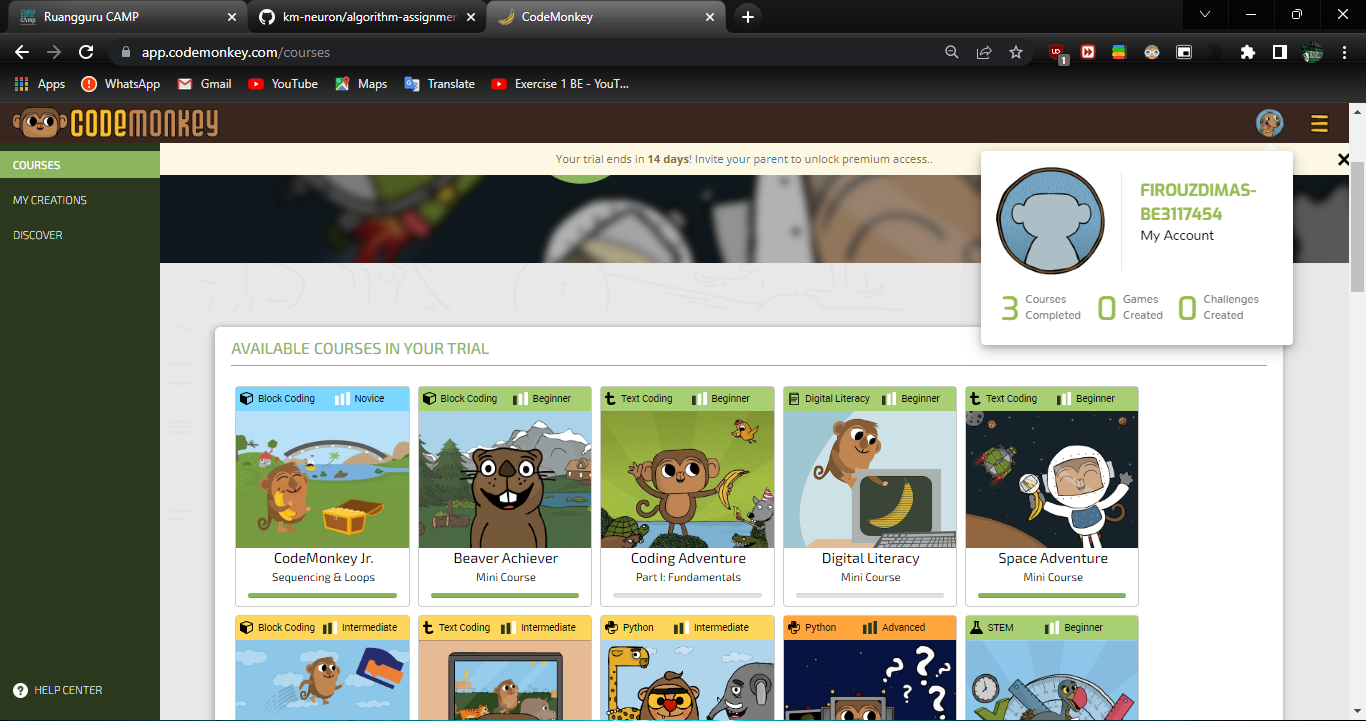 Ruangguru CAMP
km-neuron/algorithm-assignmen
CodeMonkey
app.codemonkey.com/courses
1
Apps
WhatsApp
Gmail
YouTube
Maps
Translate
Exercise 1 BE - YouT...
CODEMONKEY
COURSES
MY CREATIONS
DISCOVER
HELP CENTER
Your trial ends in 14 days! Invite your parent to unlock premium access..
FIROUZDIMAS-
BE3117454
My Account
3 Courses Completed
0 Games Created
0 Challenges Created
AVAILABLE COURSES IN YOUR TRIAL
Block Coding Novice
CodeMonkey Jr.
Sequencing & Loops
Block Coding Beginner
Beaver Achiever
Mini Course
Text Coding Beginner
Coding Adventure
Part I: Fundamentals
Digital Literacy Beginner
Digital Literacy
Mini Course
Text Coding Beginner
Space Adventure
Mini Course
Block Coding Intermediate
Text Coding Intermediate
Python Intermediate
Python Advanced
? ? ? ?
STEM Beginner